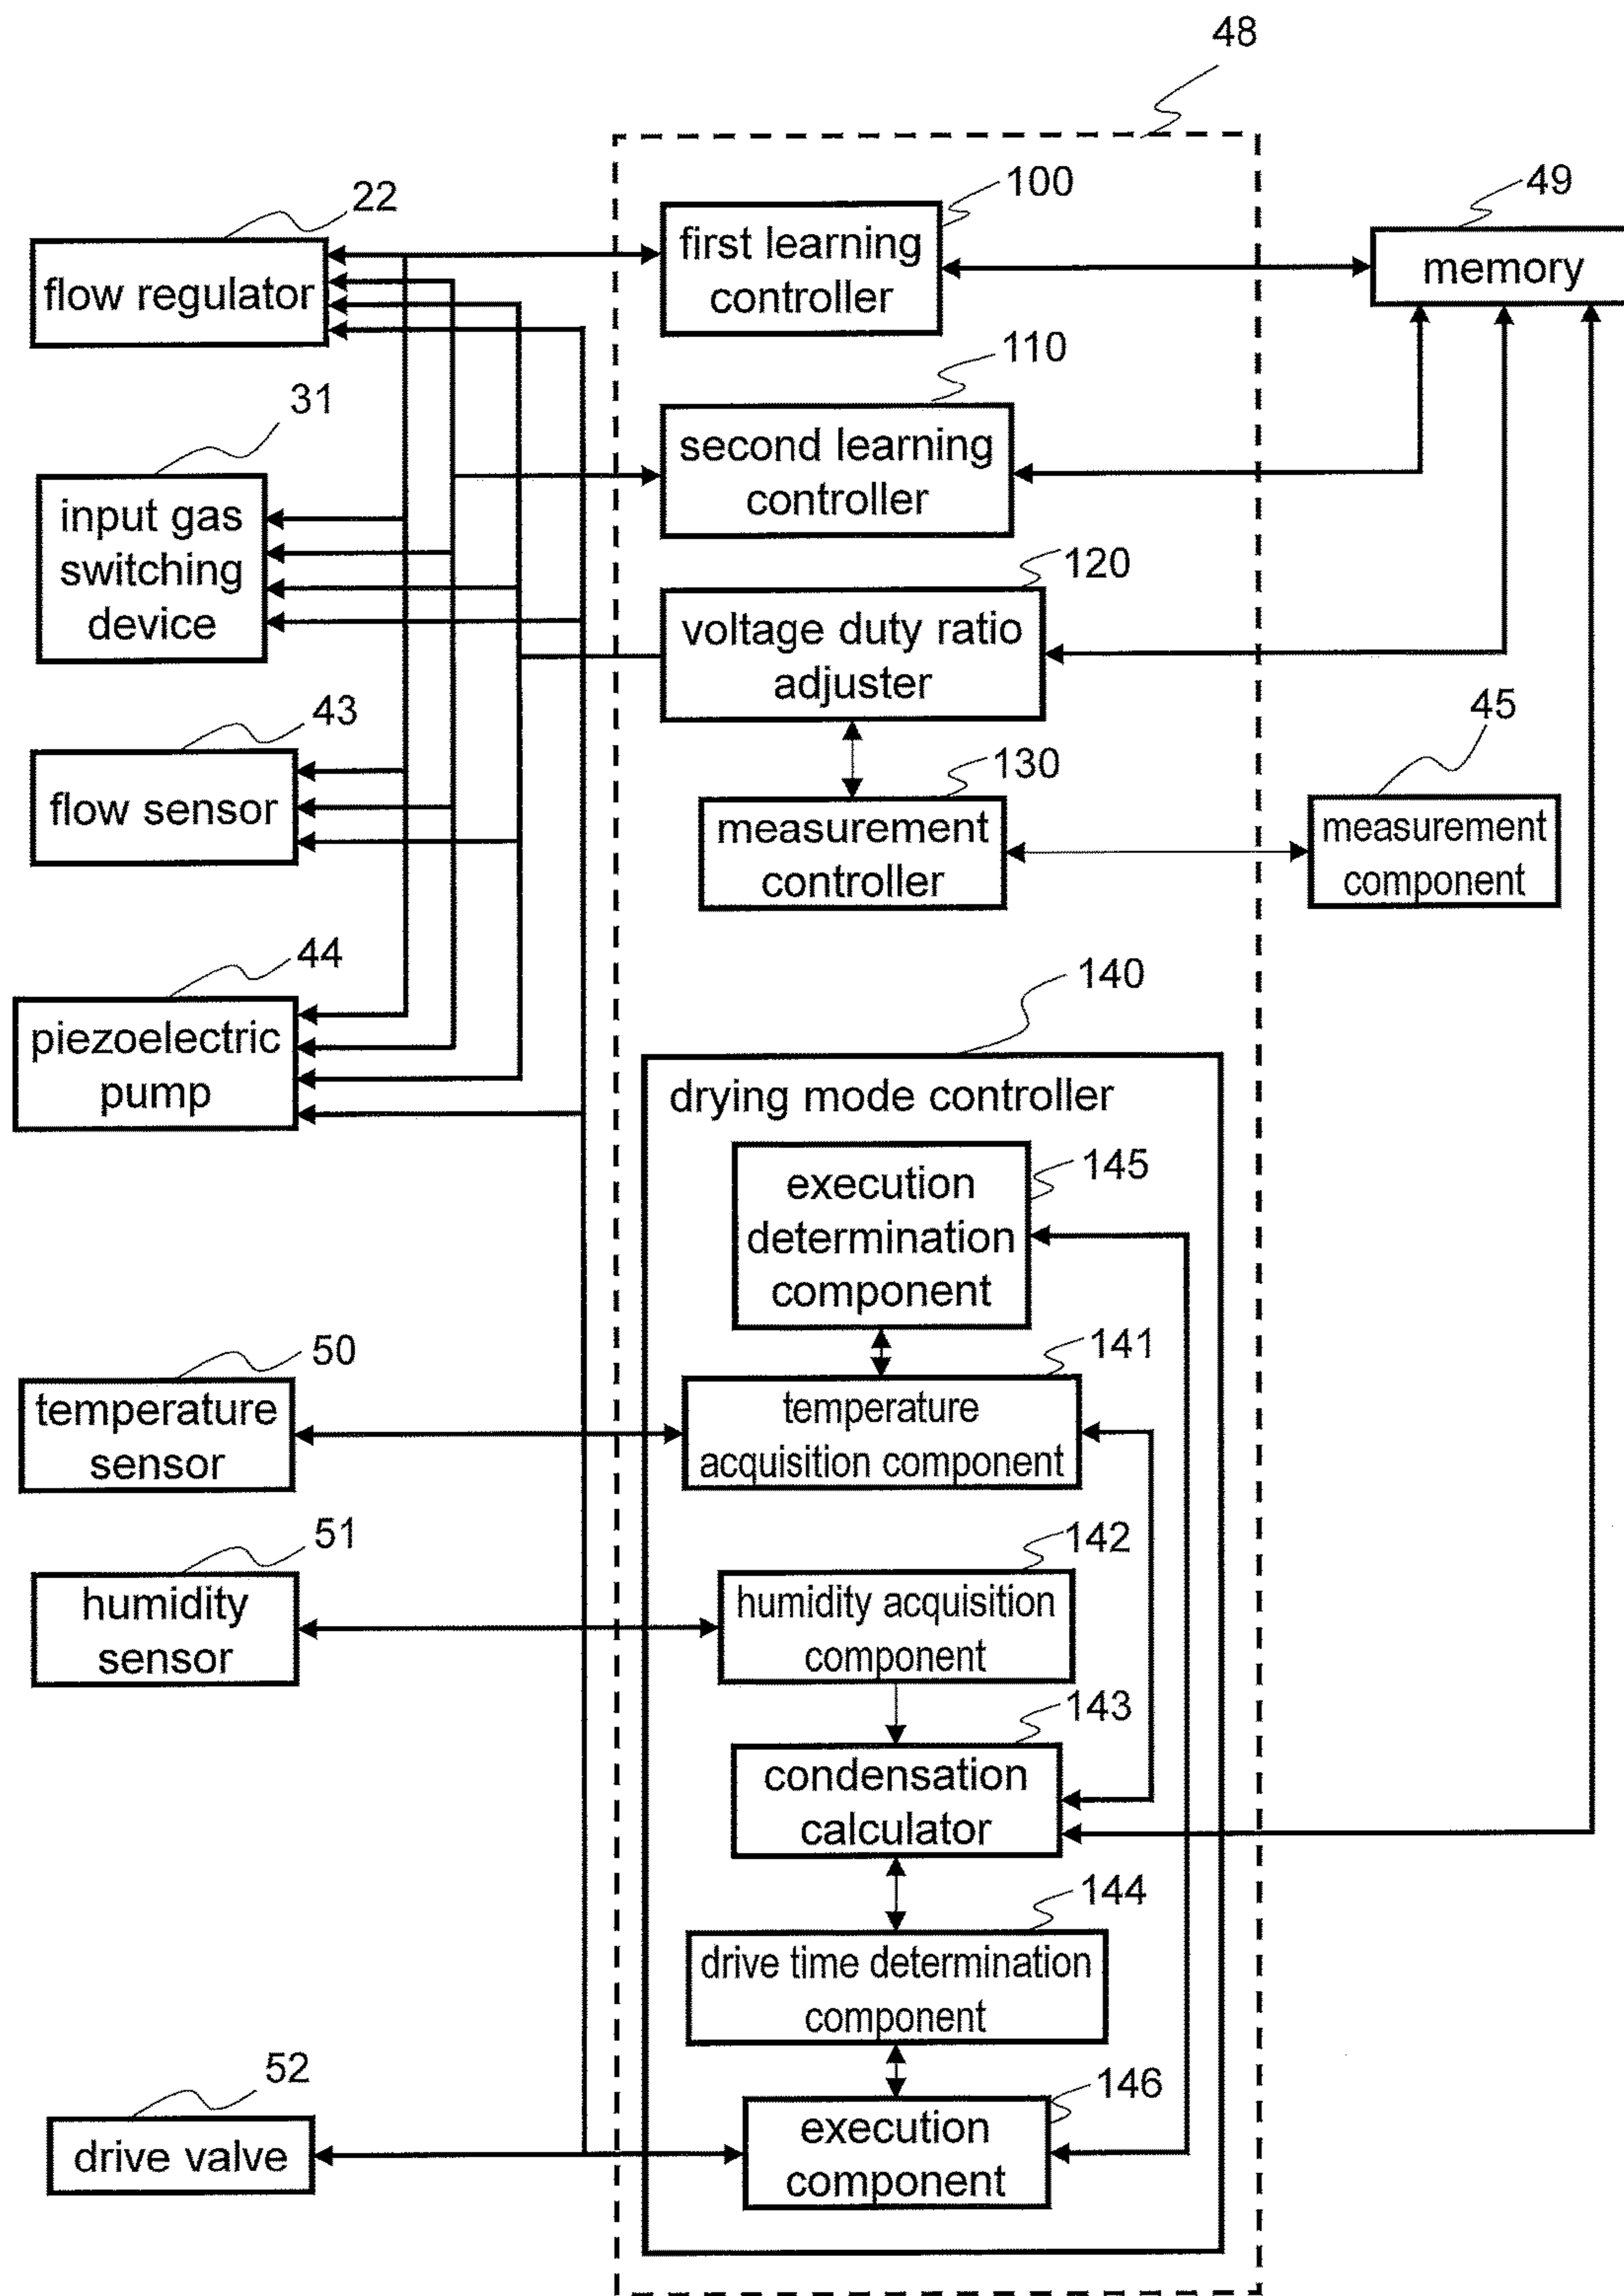 48
22
100
49
flow regulator
first learning
controller
memory
31
110
input gas
switching
device
second learning
controller
120
voltage duty ratio
adjuster
43
flow sensor
130
measurement
controller
45
measurement
component
44
piezoelectric
pump
140
drying mode controller
145
execution
determination
component
50
temperature
sensor
141
temperature
acquisition component
51
humidity
sensor
142
humidity acquisition
component
143
condensation
calculator
144
drive time determination
component
52
drive valve
146
execution
component